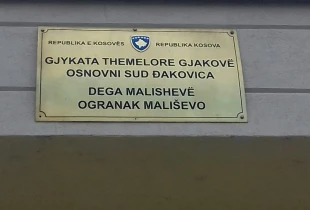 REPUBLIKA E KOSOVËS REPUBLIKA KOSOVA
GJYKATA THEMELORE GJAKOVË
OSNOVNI SUD ĐAKOVICA
DEGA MALISHEVË
OGRANAK MALIŠEVO